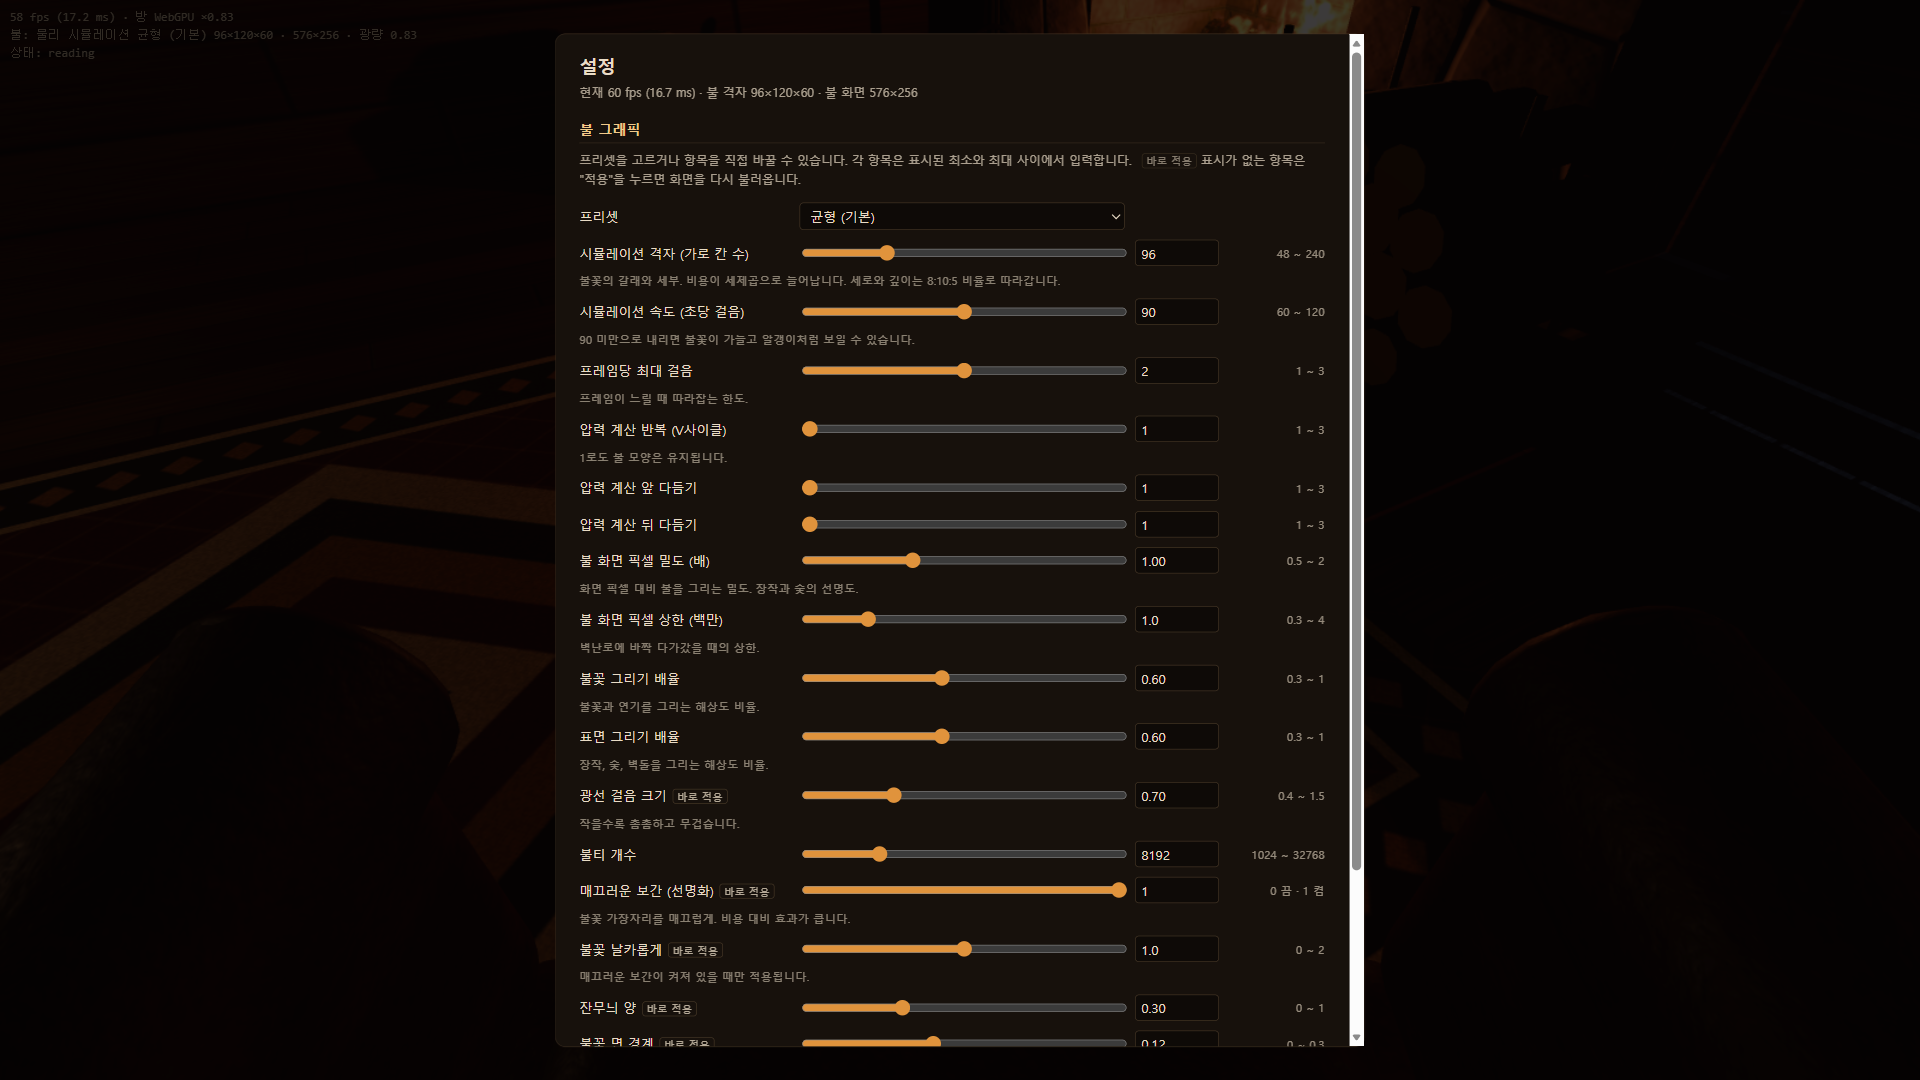 58 fps (17.2 ms) · 방 WebGPU ×0.83
불: 물리 시뮬레이션 균형 (기본) 96×120×60 · 576×256 · 광량 0.83
상태: reading
설정
현재 60 fps (16.7 ms) · 불 격자 96×120×60 · 불 화면 576×256
불 그래픽
프리셋을 고르거나 항목을 직접 바꿀 수 있습니다. 각 항목은 표시된 최소와 최대 사이에서 입력합니다. 바로 적용 표시가 없는 항목은
"적용"을 누르면 화면을 다시 불러옵니다.
프리셋 균형 (기본)
시뮬레이션 격자 (가로 칸 수) 96 48 ~ 240
불꽃의 갈래와 세부. 비용이 세제곱으로 늘어납니다. 세로와 깊이는 8:10:5 비율로 따라갑니다.
시뮬레이션 속도 (초당 걸음) 90 60 ~ 120
90 미만으로 내리면 불꽃이 가늘고 알갱이처럼 보일 수 있습니다.
프레임당 최대 걸음 2 1 ~ 3
프레임이 느릴 때 따라잡는 한도.
압력 계산 반복 (V사이클) 1 1 ~ 3
1로도 불 모양은 유지됩니다.
압력 계산 앞 다듬기 1 1 ~ 3
압력 계산 뒤 다듬기 1 1 ~ 3
불 화면 픽셀 밀도 (배) 1.00 0.5 ~ 2
화면 픽셀 대비 불을 그리는 밀도. 장작과 숯의 선명도.
불 화면 픽셀 상한 (백만) 1.0 0.3 ~ 4
벽난로에 바짝 다가갔을 때의 상한.
불꽃 그리기 배율 0.60 0.3 ~ 1
불꽃과 연기를 그리는 해상도 비율.
표면 그리기 배율 0.60 0.3 ~ 1
장작, 숯, 벽돌을 그리는 해상도 비율.
광선 걸음 크기 바로 적용 0.70 0.4 ~ 1.5
작을수록 촘촘하고 무겁습니다.
불티 개수 8192 1024 ~ 32768
매끄러운 보간 (선명화) 바로 적용 1 0 끔 · 1 켬
불꽃 가장자리를 매끄럽게. 비용 대비 효과가 큽니다.
불꽃 날카롭게 바로 적용 1.0 0 ~ 2
매끄러운 보간이 켜져 있을 때만 적용됩니다.
잔무늬 양 바로 적용 0.30 0 ~ 1
불꽃 면 경계 바로 적용 0.12 0 ~ 0.3